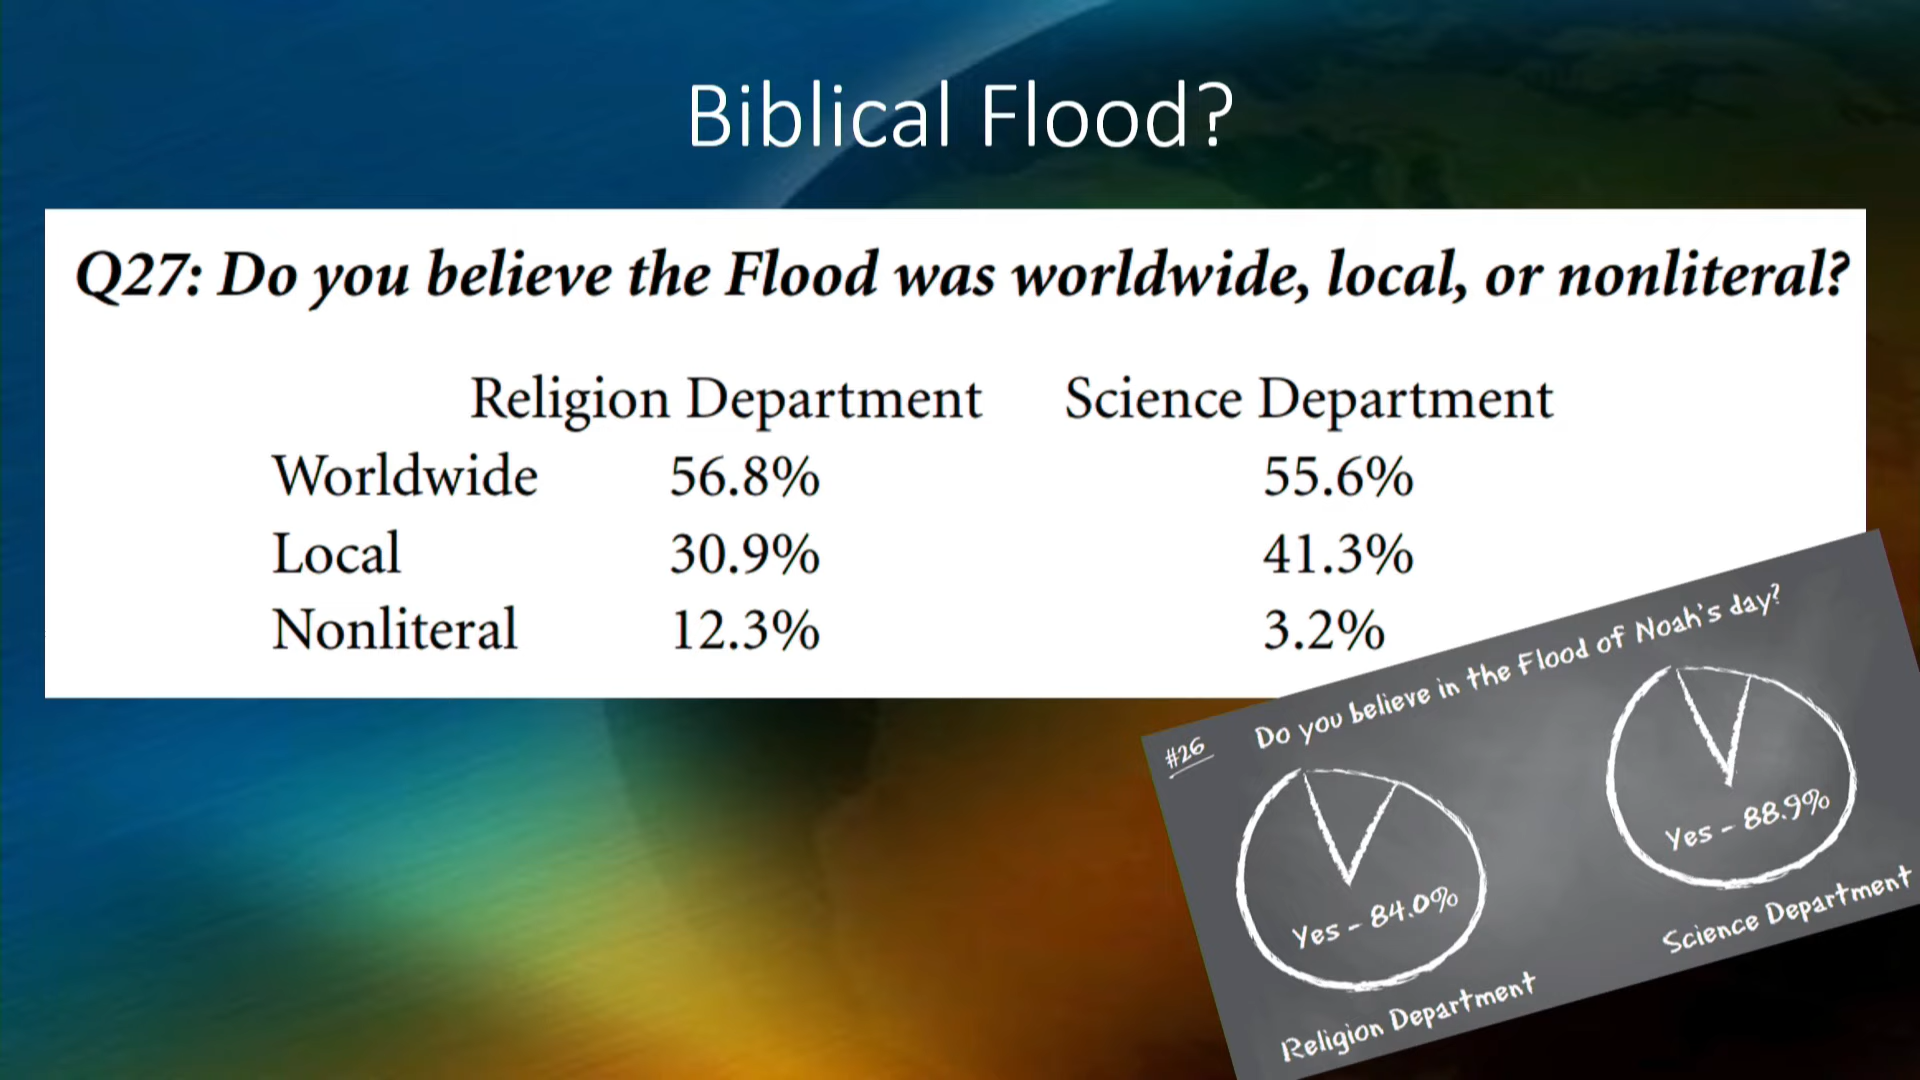 Biblical Flood?
Q27: Do you believe the Flood was worldwide, local, or nonliteral?
Religion Department Science Department
Worldwide 56.8% 55.6%
Local 30.9% 41.3%
Nonliteral 12.3% 3.2%
#26 Do you believe in the Flood of Noah's day?
Yes - 84.0% Yes - 88.9%
Religion Department Science Department